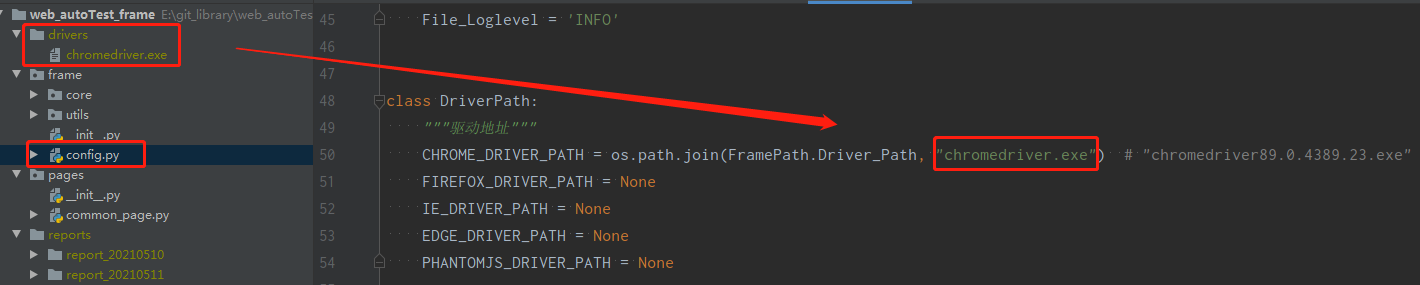 web_autoTest_frame E:\git_library\web_autoTes
drivers
chromedriver.exe
frame
core
utils
__init__.py
config.py
pages
__init__.py
common_page.py
reports
report_20210510
report_20210511
45 File_Loglevel = 'INFO'
46
47
48 class DriverPath:
49 """驱动地址"""
50 CHROME_DRIVER_PATH = os.path.join(FramePath.Driver_Path, "chromedriver.exe") # "chromedriver89.0.4389.23.exe"
51 FIREFOX_DRIVER_PATH = None
52 IE_DRIVER_PATH = None
53 EDGE_DRIVER_PATH = None
54 PHANTOMJS_DRIVER_PATH = None